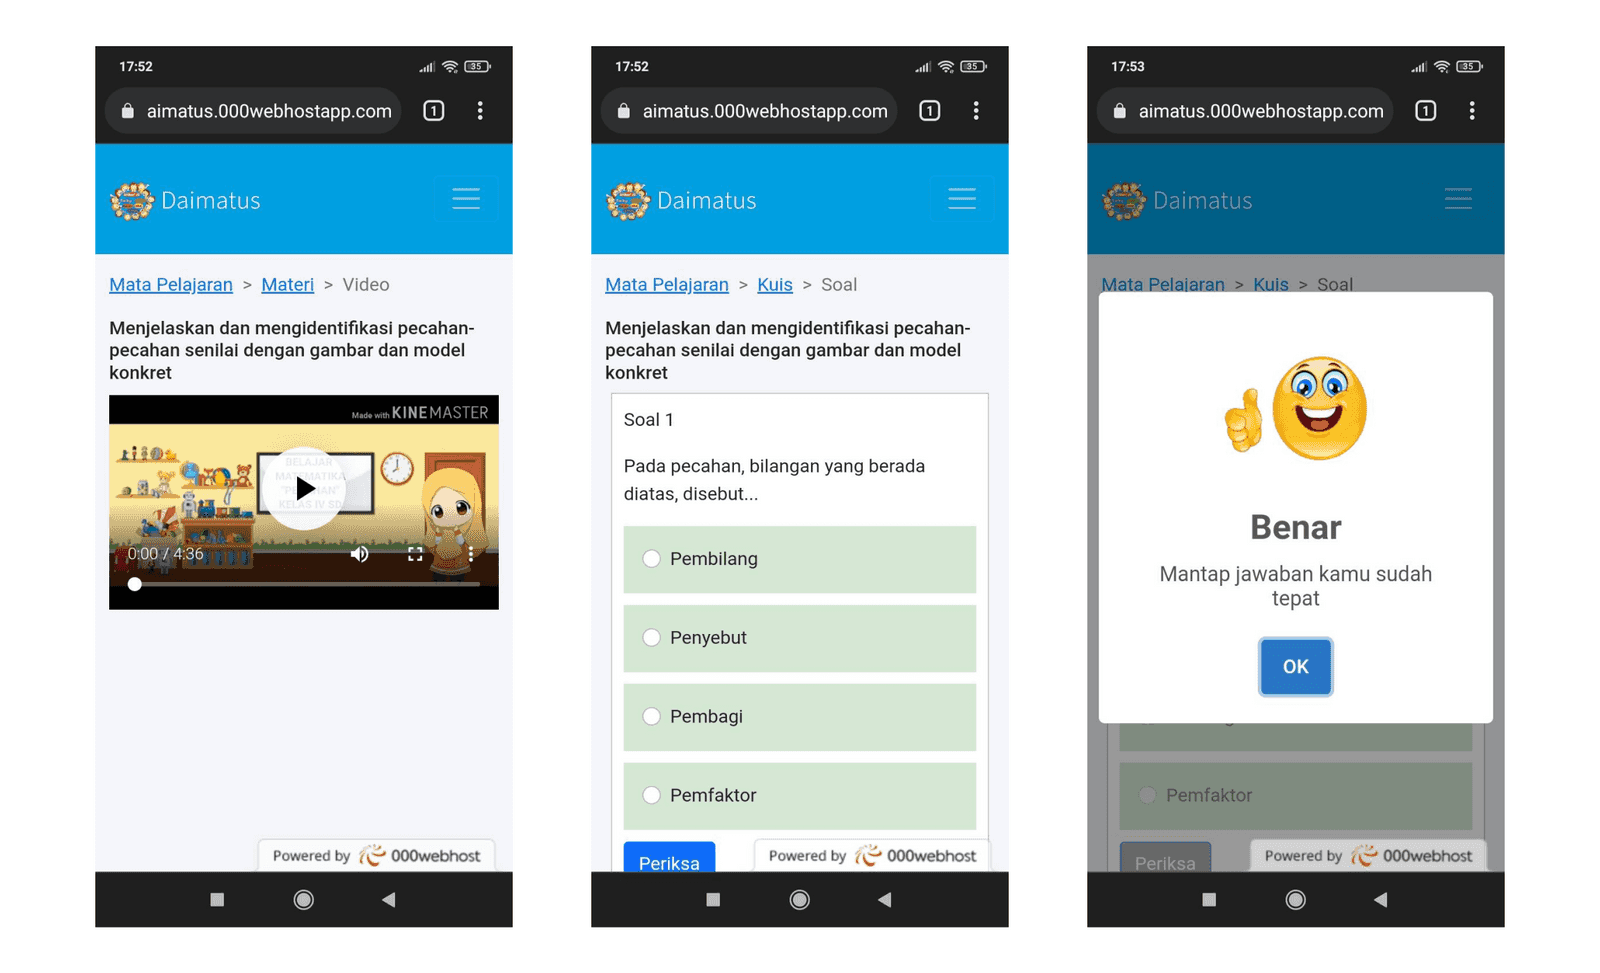 17:52
35
aimatus.000webhostapp.com
1
Daimatus
Mata Pelajaran > Materi > Video
Menjelaskan dan mengidentifikasi pecahan-
pecahan senilai dengan gambar dan model
konkret
Made with KINEMASTER
BELAJAR
MATEMATIKA
"PECAHAN"
KELAS IV SD
0:00 / 4:36
Powered by 000webhost
17:52
35
aimatus.000webhostapp.com
1
Daimatus
Mata Pelajaran > Kuis > Soal
Menjelaskan dan mengidentifikasi pecahan-
pecahan senilai dengan gambar dan model
konkret
Soal 1
Pada pecahan, bilangan yang berada
diatas, disebut...
Pembilang
Penyebut
Pembagi
Pemfaktor
Periksa
Powered by 000webhost
17:53
35
aimatus.000webhostapp.com
1
Daimatus
Mata Pelajaran > Kuis > Soal
Benar
Mantap jawaban kamu sudah
tepat
OK
Pemfaktor
Periksa
Powered by 000webhost